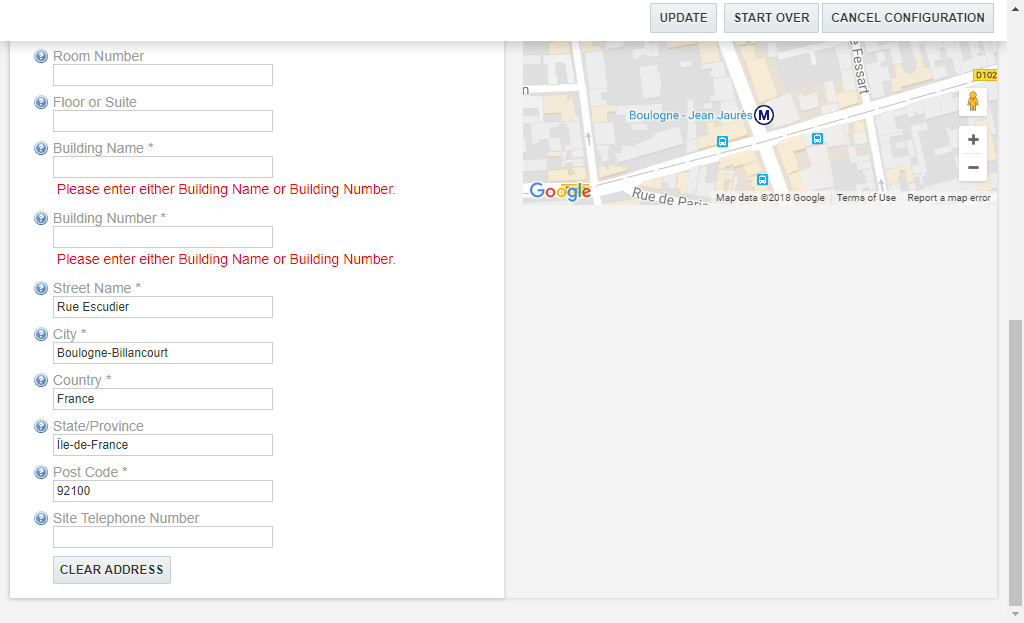 UPDATE START OVER CANCEL CONFIGURATION
Room Number
Floor or Suite
Building Name *
Please enter either Building Name or Building Number.
Building Number *
Please enter either Building Name or Building Number.
Street Name *
Rue Escudier
City *
Boulogne-Billancourt
Country *
France
State/Province
Île-de-France
Post Code *
92100
Site Telephone Number
CLEAR ADDRESS
Fessart
D102
n
Boulogne - Jean Jaurès M
Google
Rue de Paris
Map data ©2018 Google Terms of Use Report a map error